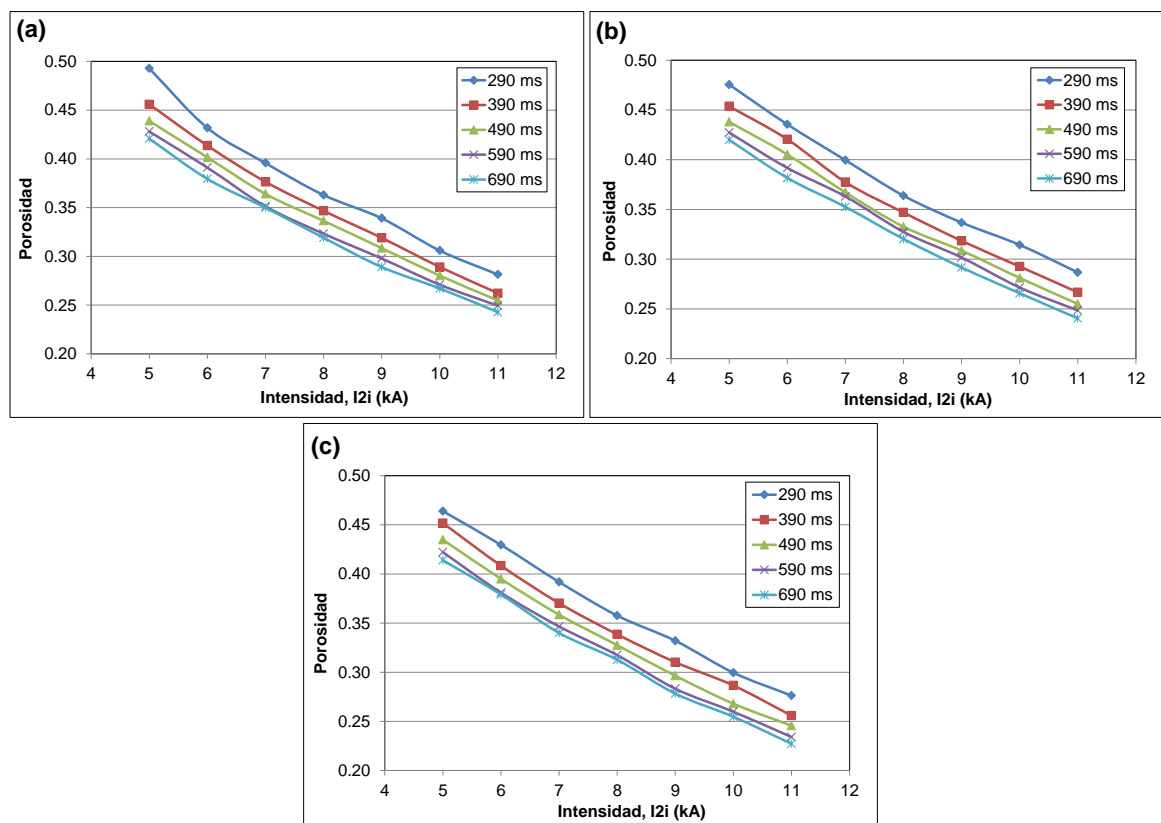 (a)
0.50
0.45
0.40
0.35
0.30
0.25
0.20
Porosidad
4 5 6 7 8 9 10 11 12
Intensidad, I2i (kA)
290 ms
390 ms
490 ms
590 ms
690 ms
(b)
0.50
0.45
0.40
0.35
0.30
0.25
0.20
Porosidad
4 5 6 7 8 9 10 11 12
Intensidad, I2i (kA)
290 ms
390 ms
490 ms
590 ms
690 ms
(c)
0.50
0.45
0.40
0.35
0.30
0.25
0.20
Porosidad
4 5 6 7 8 9 10 11 12
Intensidad, I2i (kA)
290 ms
390 ms
490 ms
590 ms
690 ms